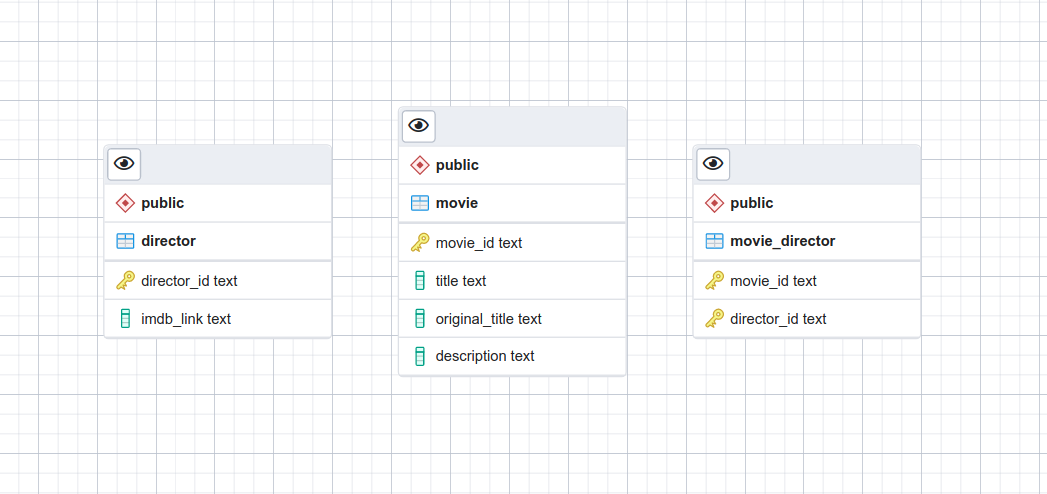 public
director
director_id text
imdb_link text
public
movie
movie_id text
title text
original_title text
description text
public
movie_director
movie_id text
director_id text